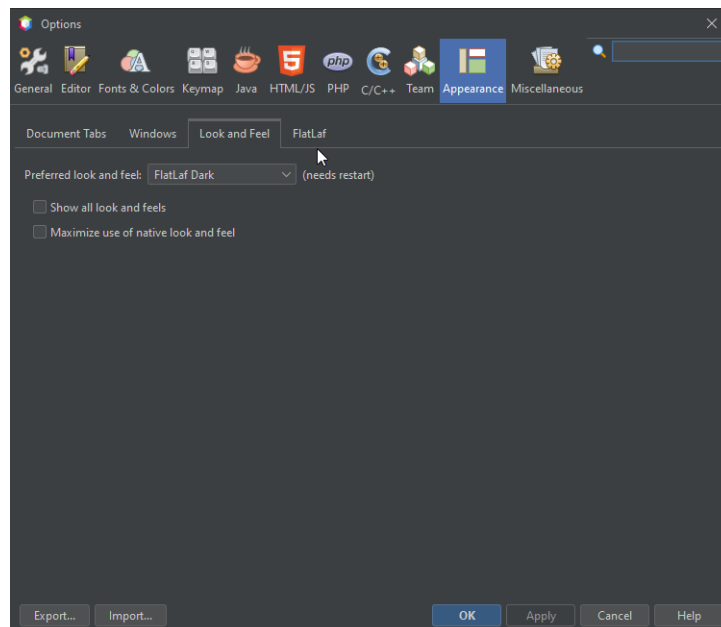 Options
General Editor Fonts & Colors Keymap Java HTML/JS PHP C/C++ Team Appearance Miscellaneous
Document Tabs Windows Look and Feel FlatLaf
Preferred look and feel: FlatLaf Dark (needs restart)
Show all look and feels
Maximize use of native look and feel
Export... Import... OK Apply Cancel Help